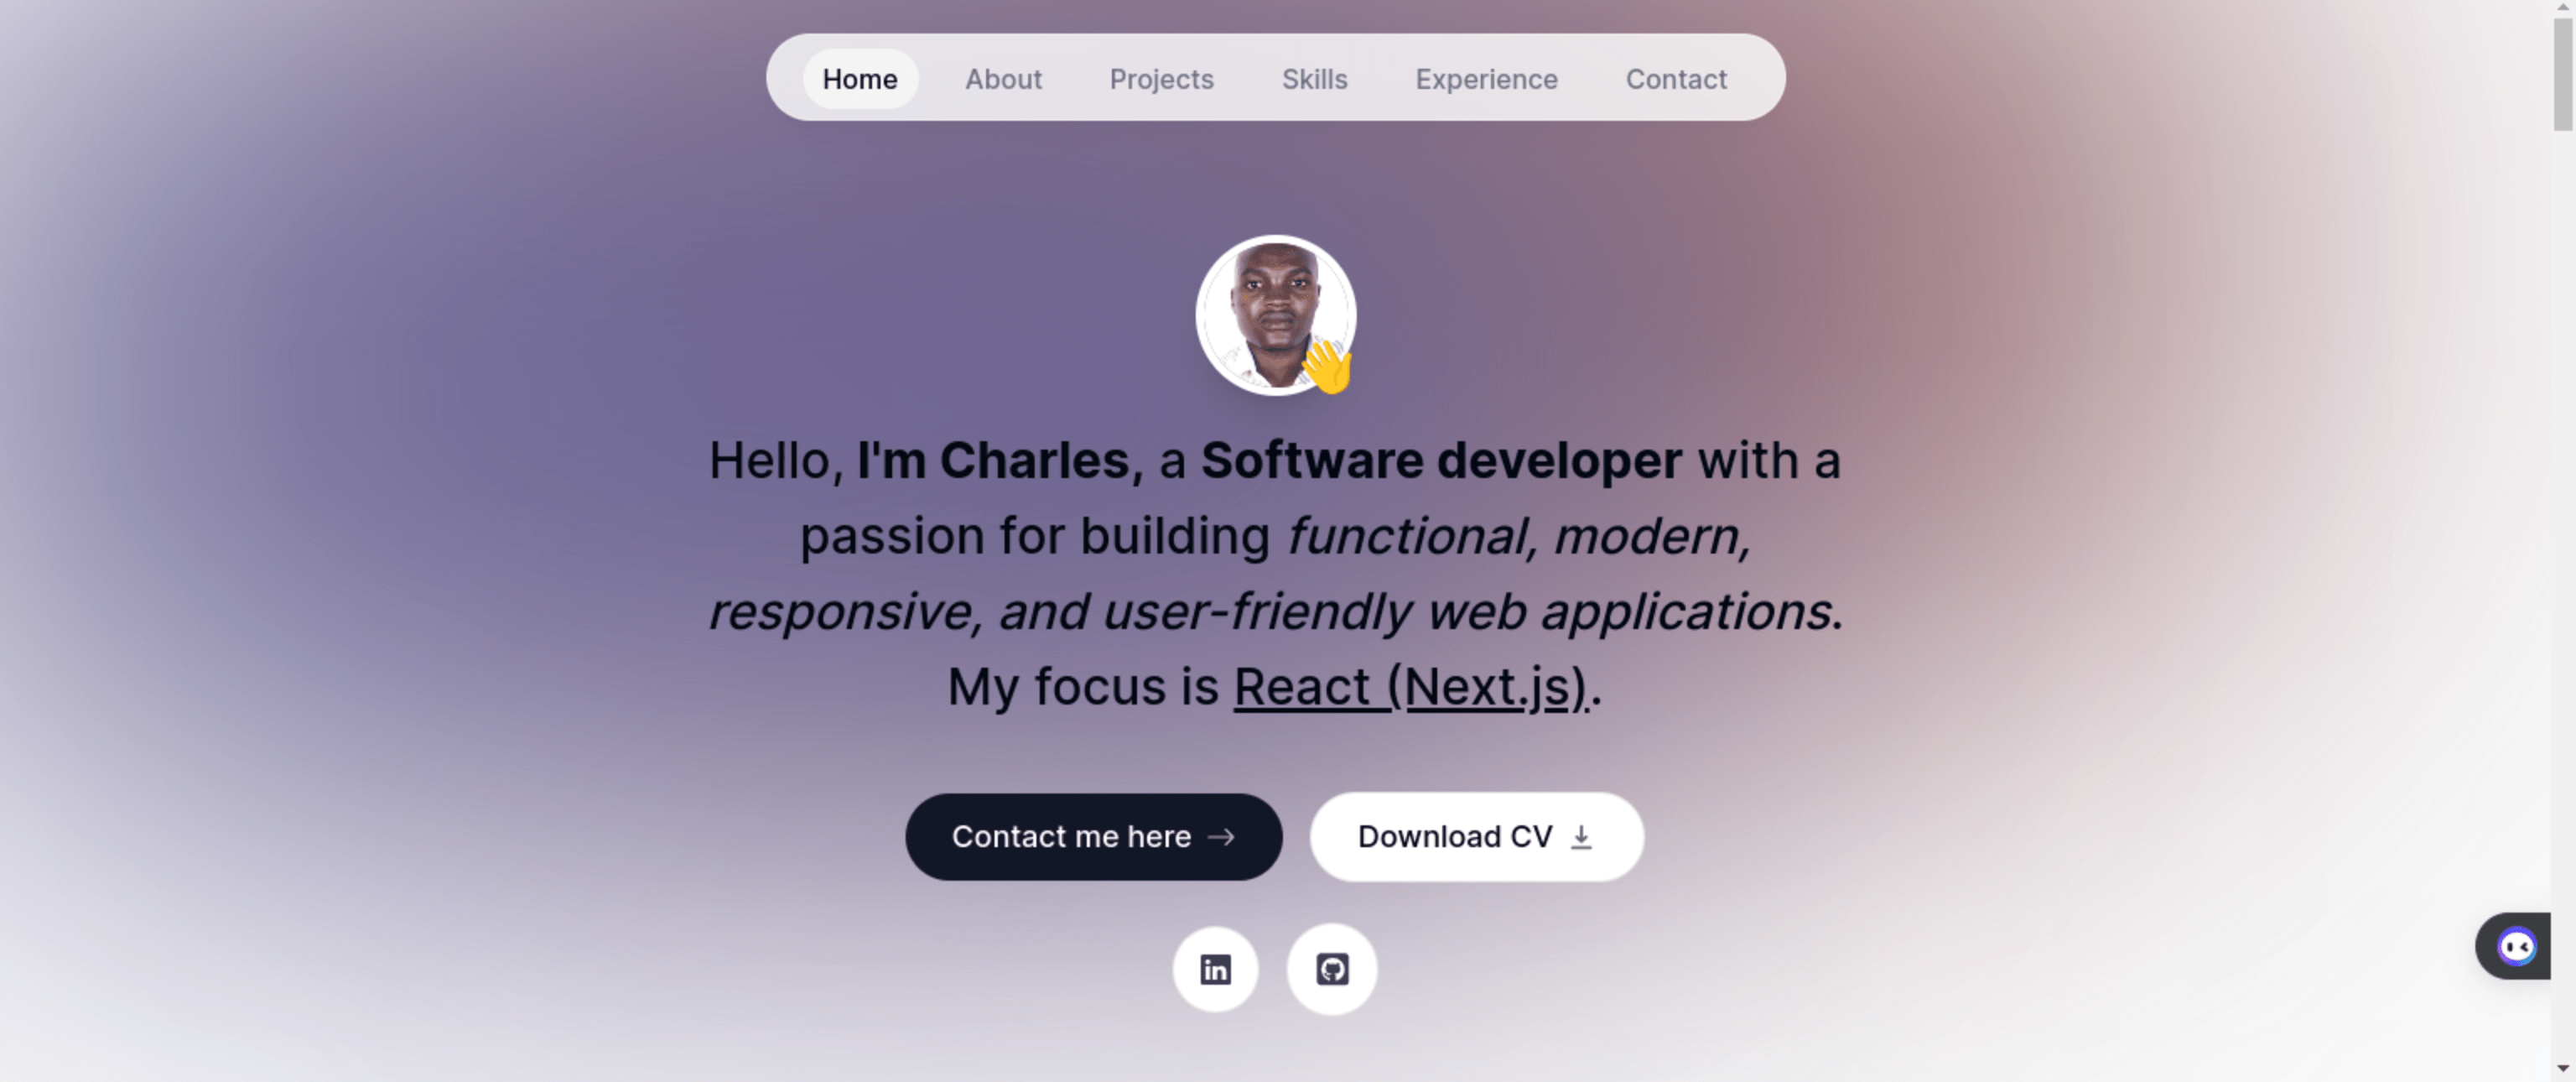 Home About Projects Skills Experience Contact
Hello, I'm Charles, a Software developer with a
passion for building functional, modern,
responsive, and user-friendly web applications.
My focus is React (Next.js).
Contact me here → Download CV
in